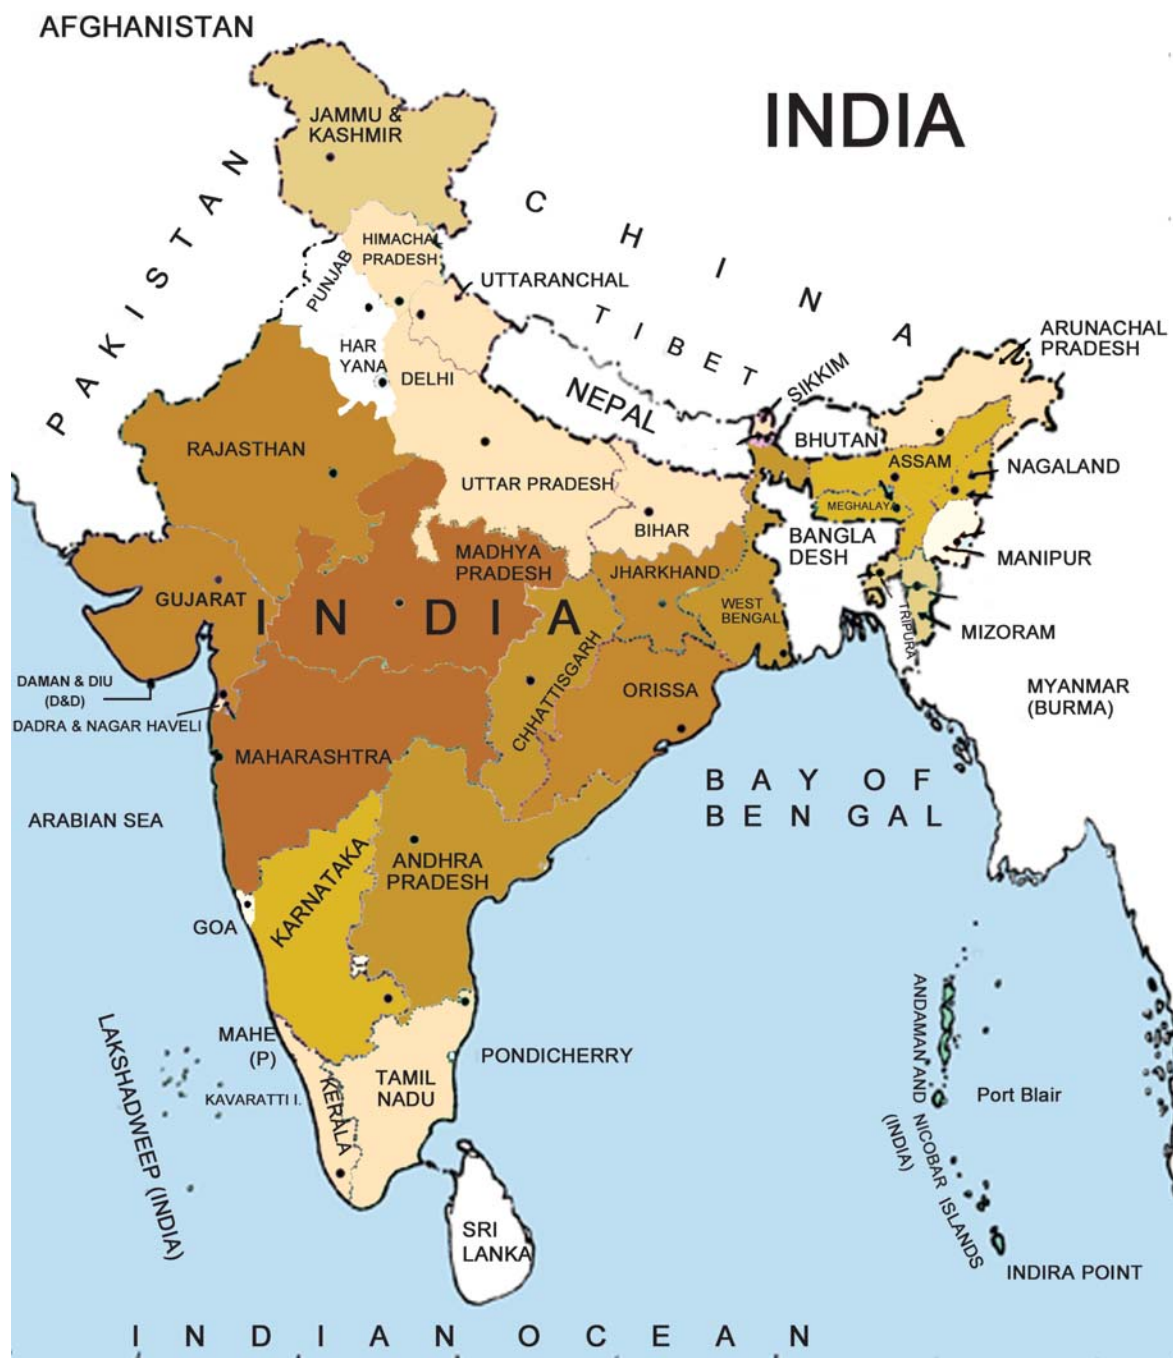 AFGHANISTAN
INDIA
JAMMU &
KASHMIR
PAKISTAN
CHINA
TIBET
HIMACHAL
PRADESH
PUNJAB
UTTARANCHAL
HAR
YANA
DELHI
NEPAL
SIKKIM
BHUTAN
ARUNACHAL
PRADESH
RAJASTHAN
UTTAR PRADESH
BIHAR
ASSAM
NAGALAND
MEGHALAY
BANGLA
DESH
MANIPUR
MADHYA
PRADESH
JHARKHAND
GUJARAT
INDIA
WEST
BENGAL
TRIPURA
MIZORAM
DAMAN & DIU
(D&D)
DADRA & NAGAR HAVELI
CHHATTISGARH
ORISSA
MYANMAR
(BURMA)
MAHARASHTRA
BAY OF
BENGAL
ARABIAN SEA
ANDHRA
PRADESH
KARNATAKA
GOA
LAKSHADWEEP (INDIA)
MAHE
(P)
PONDICHERRY
KAVARATTI I.
KERALA
TAMIL
NADU
ANDAMAN AND NICOBAR ISLANDS
(INDIA)
Port Blair
SRI
LANKA
INDIRA POINT
INDIAN OCEAN